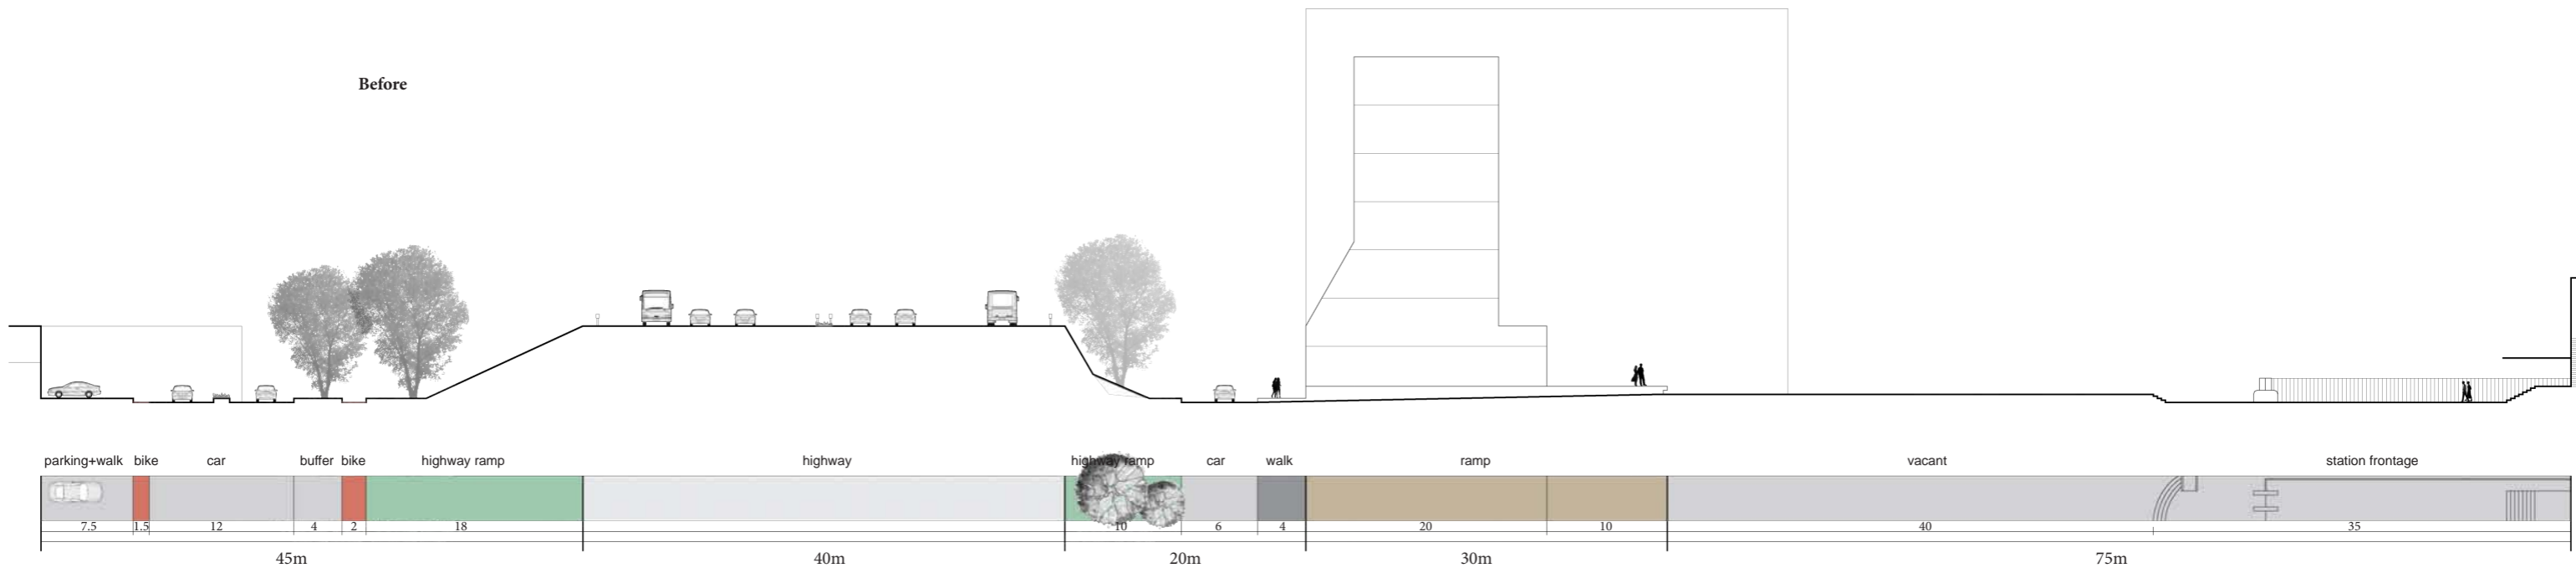 Before
parking+walk bike car buffer bike highway ramp highway highway ramp car walk ramp vacant station frontage
7.5 1.5 12 4 2 18 10 6 4 20 10 40 35
45m 40m 20m 30m 75m